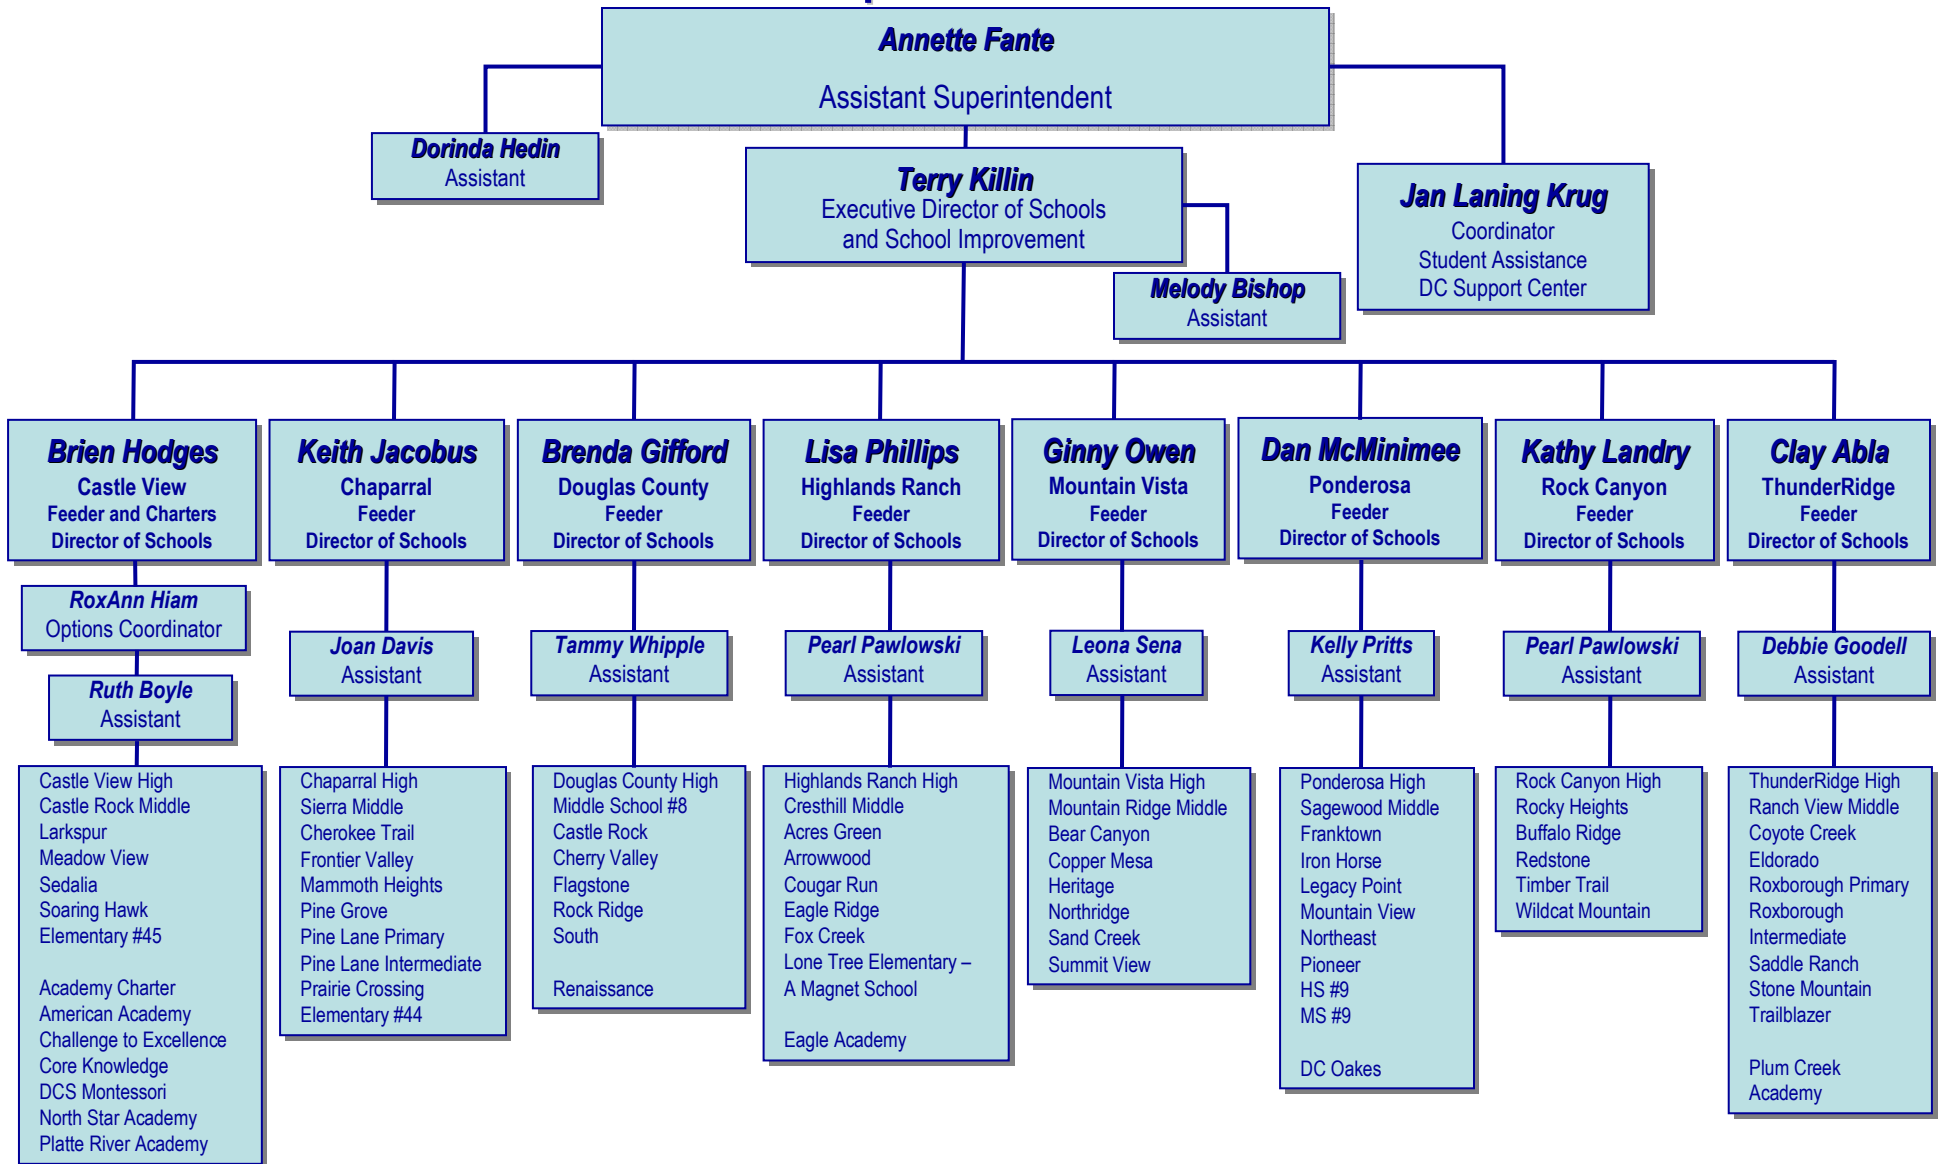 Annette Fante
Assistant Superintendent
Dorinda Hedin
Assistant
Terry Killin
Executive Director of Schools
and School Improvement
Jan Laning Krug
Coordinator
Student Assistance
DC Support Center
Melody Bishop
Assistant
Brien Hodges
Castle View
Feeder and Charters
Director of Schools
Keith Jacobus
Chaparral
Feeder
Director of Schools
Brenda Gifford
Douglas County
Feeder
Director of Schools
Lisa Phillips
Highlands Ranch
Feeder
Director of Schools
Ginny Owen
Mountain Vista
Feeder
Director of Schools
Dan McMinimee
Ponderosa
Feeder
Director of Schools
Kathy Landry
Rock Canyon
Feeder
Director of Schools
Clay Abla
ThunderRidge
Feeder
Director of Schools
RoxAnn Hiam
Options Coordinator
Ruth Boyle
Assistant
Joan Davis
Assistant
Tammy Whipple
Assistant
Pearl Pawlowski
Assistant
Leona Sena
Assistant
Kelly Pritts
Assistant
Pearl Pawlowski
Assistant
Debbie Goodell
Assistant
Castle View High
Castle Rock Middle
Larkspur
Meadow View
Sedalia
Soaring Hawk
Elementary #45
Academy Charter
American Academy
Challenge to Excellence
Core Knowledge
DCS Montessori
North Star Academy
Platte River Academy
Chaparral High
Sierra Middle
Cherokee Trail
Frontier Valley
Mammoth Heights
Pine Grove
Pine Lane Primary
Pine Lane Intermediate
Prairie Crossing
Elementary #44
Douglas County High
Middle School #8
Castle Rock
Cherry Valley
Flagstone
Rock Ridge
South
Renaissance
Highlands Ranch High
Cresthill Middle
Acres Green
Arrowwood
Cougar Run
Eagle Ridge
Fox Creek
Lone Tree Elementary –
A Magnet School
Eagle Academy
Mountain Vista High
Mountain Ridge Middle
Bear Canyon
Copper Mesa
Heritage
Northridge
Sand Creek
Summit View
Ponderosa High
Sagewood Middle
Franktown
Iron Horse
Legacy Point
Mountain View
Northeast
Pioneer
HS #9
MS #9
DC Oakes
Rock Canyon High
Rocky Heights
Buffalo Ridge
Redstone
Timber Trail
Wildcat Mountain
ThunderRidge High
Ranch View Middle
Coyote Creek
Eldorado
Roxborough Primary
Roxborough
Intermediate
Saddle Ranch
Stone Mountain
Trailblazer
Plum Creek
Academy